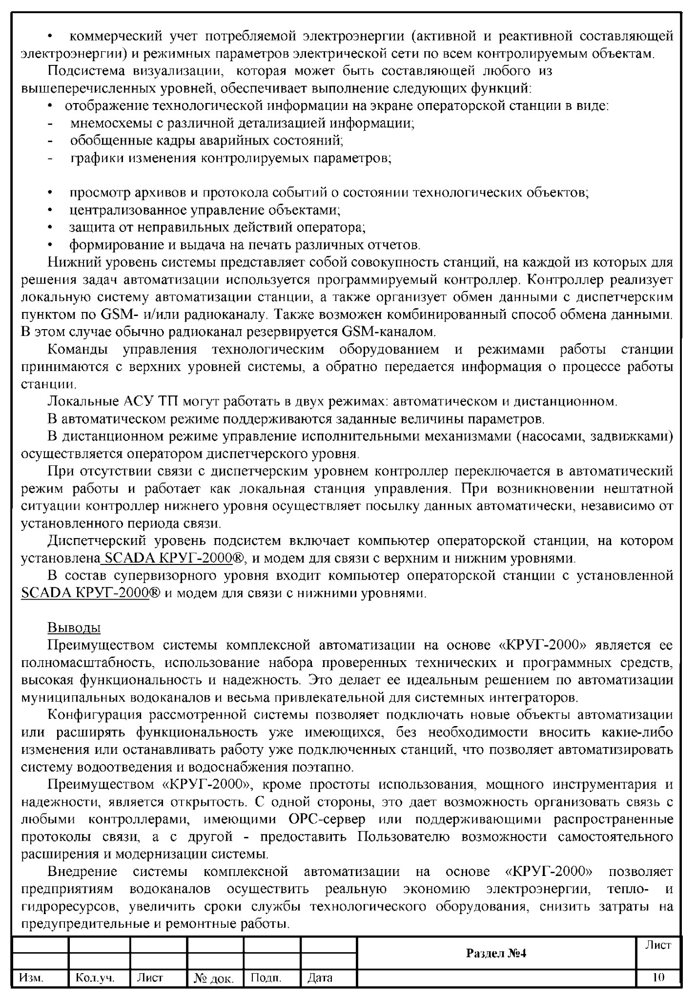 • коммерческий учет потребляемой электроэнергии (активной и реактивной составляющей
электроэнергии) и режимных параметров электрической сети по всем контролируемым объектам.
Подсистема визуализации, которая может быть составляющей любого из
вышеперечисленных уровней, обеспечивает выполнение следующих функций:
• отображение технологической информации на экране операторской станции в виде:
- мнемосхемы с различной детализацией информации;
- обобщенные кадры аварийных состояний;
- графики изменения контролируемых параметров;
• просмотр архивов и протокола событий о состоянии технологических объектов;
• централизованное управление объектами;
• защита от неправильных действий оператора;
• формирование и выдача на печать различных отчетов.
Нижний уровень системы представляет собой совокупность станций, на каждой из которых для
решения задач автоматизации используется программируемый контроллер. Контроллер реализует
локальную систему автоматизации станции, а также организует обмен данными с диспетчерским
пунктом по GSM- и/или радиоканалу. Также возможен комбинированный способ обмена данными.
В этом случае обычно радиоканал резервируется GSM-каналом.
Команды управления технологическим оборудованием и режимами работы станции
принимаются с верхних уровней системы, а обратно передается информация о процессе работы
станции.
Локальные АСУ ТП могут работать в двух режимах: автоматическом и дистанционном.
В автоматическом режиме поддерживаются заданные величины параметров.
В дистанционном режиме управление исполнительными механизмами (насосами, задвижками)
осуществляется оператором диспетчерского уровня.
При отсутствии связи с диспетчерским уровнем контроллер переключается в автоматический
режим работы и работает как локальная станция управления. При возникновении нештатной
ситуации контроллер нижнего уровня осуществляет посылку данных автоматически, независимо от
установленного периода связи.
Диспетчерский уровень подсистем включает компьютер операторской станции, на котором
установлена SCADA КРУГ-2000®, и модем для связи с верхним и нижним уровнями.
В состав супервизорного уровня входит компьютер операторской станции с установленной
SCADA КРУГ-2000® и модем для связи с нижними уровнями.
Выводы
Преимуществом системы комплексной автоматизации на основе «КРУГ-2000» является ее
полномасштабность, использование набора проверенных технических и программных средств,
высокая функциональность и надежность. Это делает ее идеальным решением по автоматизации
муниципальных водоканалов и весьма привлекательной для системных интеграторов.
Конфигурация рассмотренной системы позволяет подключать новые объекты автоматизации
или расширять функциональность уже имеющихся, без необходимости вносить какие-либо
изменения или останавливать работу уже подключенных станций, что позволяет автоматизировать
систему водоотведения и водоснабжения поэтапно.
Преимуществом «КРУГ-2000», кроме простоты использования, мощного инструментария и
надежности, является открытость. С одной стороны, это дает возможность организовать связь с
любыми контроллерами, имеющими OPC-сервер или поддерживающими распространенные
протоколы связи, а с другой - предоставить Пользователю возможности самостоятельного
расширения и модернизации системы.
Внедрение системы комплексной автоматизации на основе «КРУГ-2000» позволяет
предприятиям водоканалов осуществить реальную экономию электроэнергии, тепло- и
гидроресурсов, увеличить сроки службы технологического оборудования, снизить затраты на
предупредительные и ремонтные работы.
Раздел №4
Лист
Изм. Кол.уч. Лист № док. Подп. Дата
10